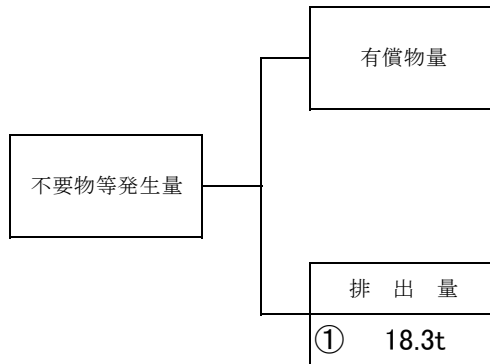 有償物量
不要物等発生量
排 出 量
① 18.3t